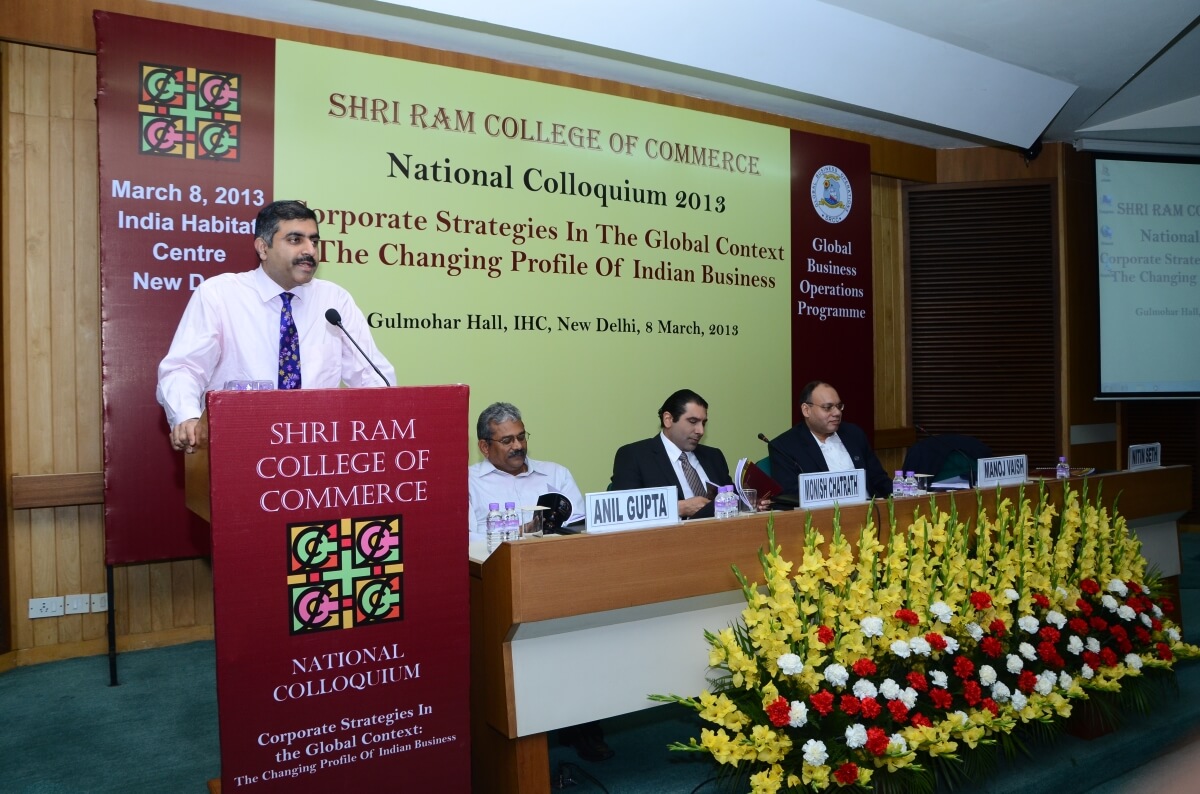 March 8, 2013
India Habitat
Centre
New
SHRI RAM COLLEGE OF COMMERCE
National Colloquium 2013
Corporate Strategies In The Global Context
The Changing Profile Of Indian Business
Gulmohar Hall, IHC, New Delhi, 8 March, 2013
Global
Business
Operations
Programme
SHRI RAM
National
Corporate
The Changing
Gulmohar Hall,
SHRI RAM
COLLEGE OF
COMMERCE
NATIONAL
COLLOQUIUM
Corporate Strategies In
the Global Context:
The Changing Profile Of Indian Business
ANIL GUPTA
MONISH CHATRATH
MANOJ VAISH
NITIN SETH